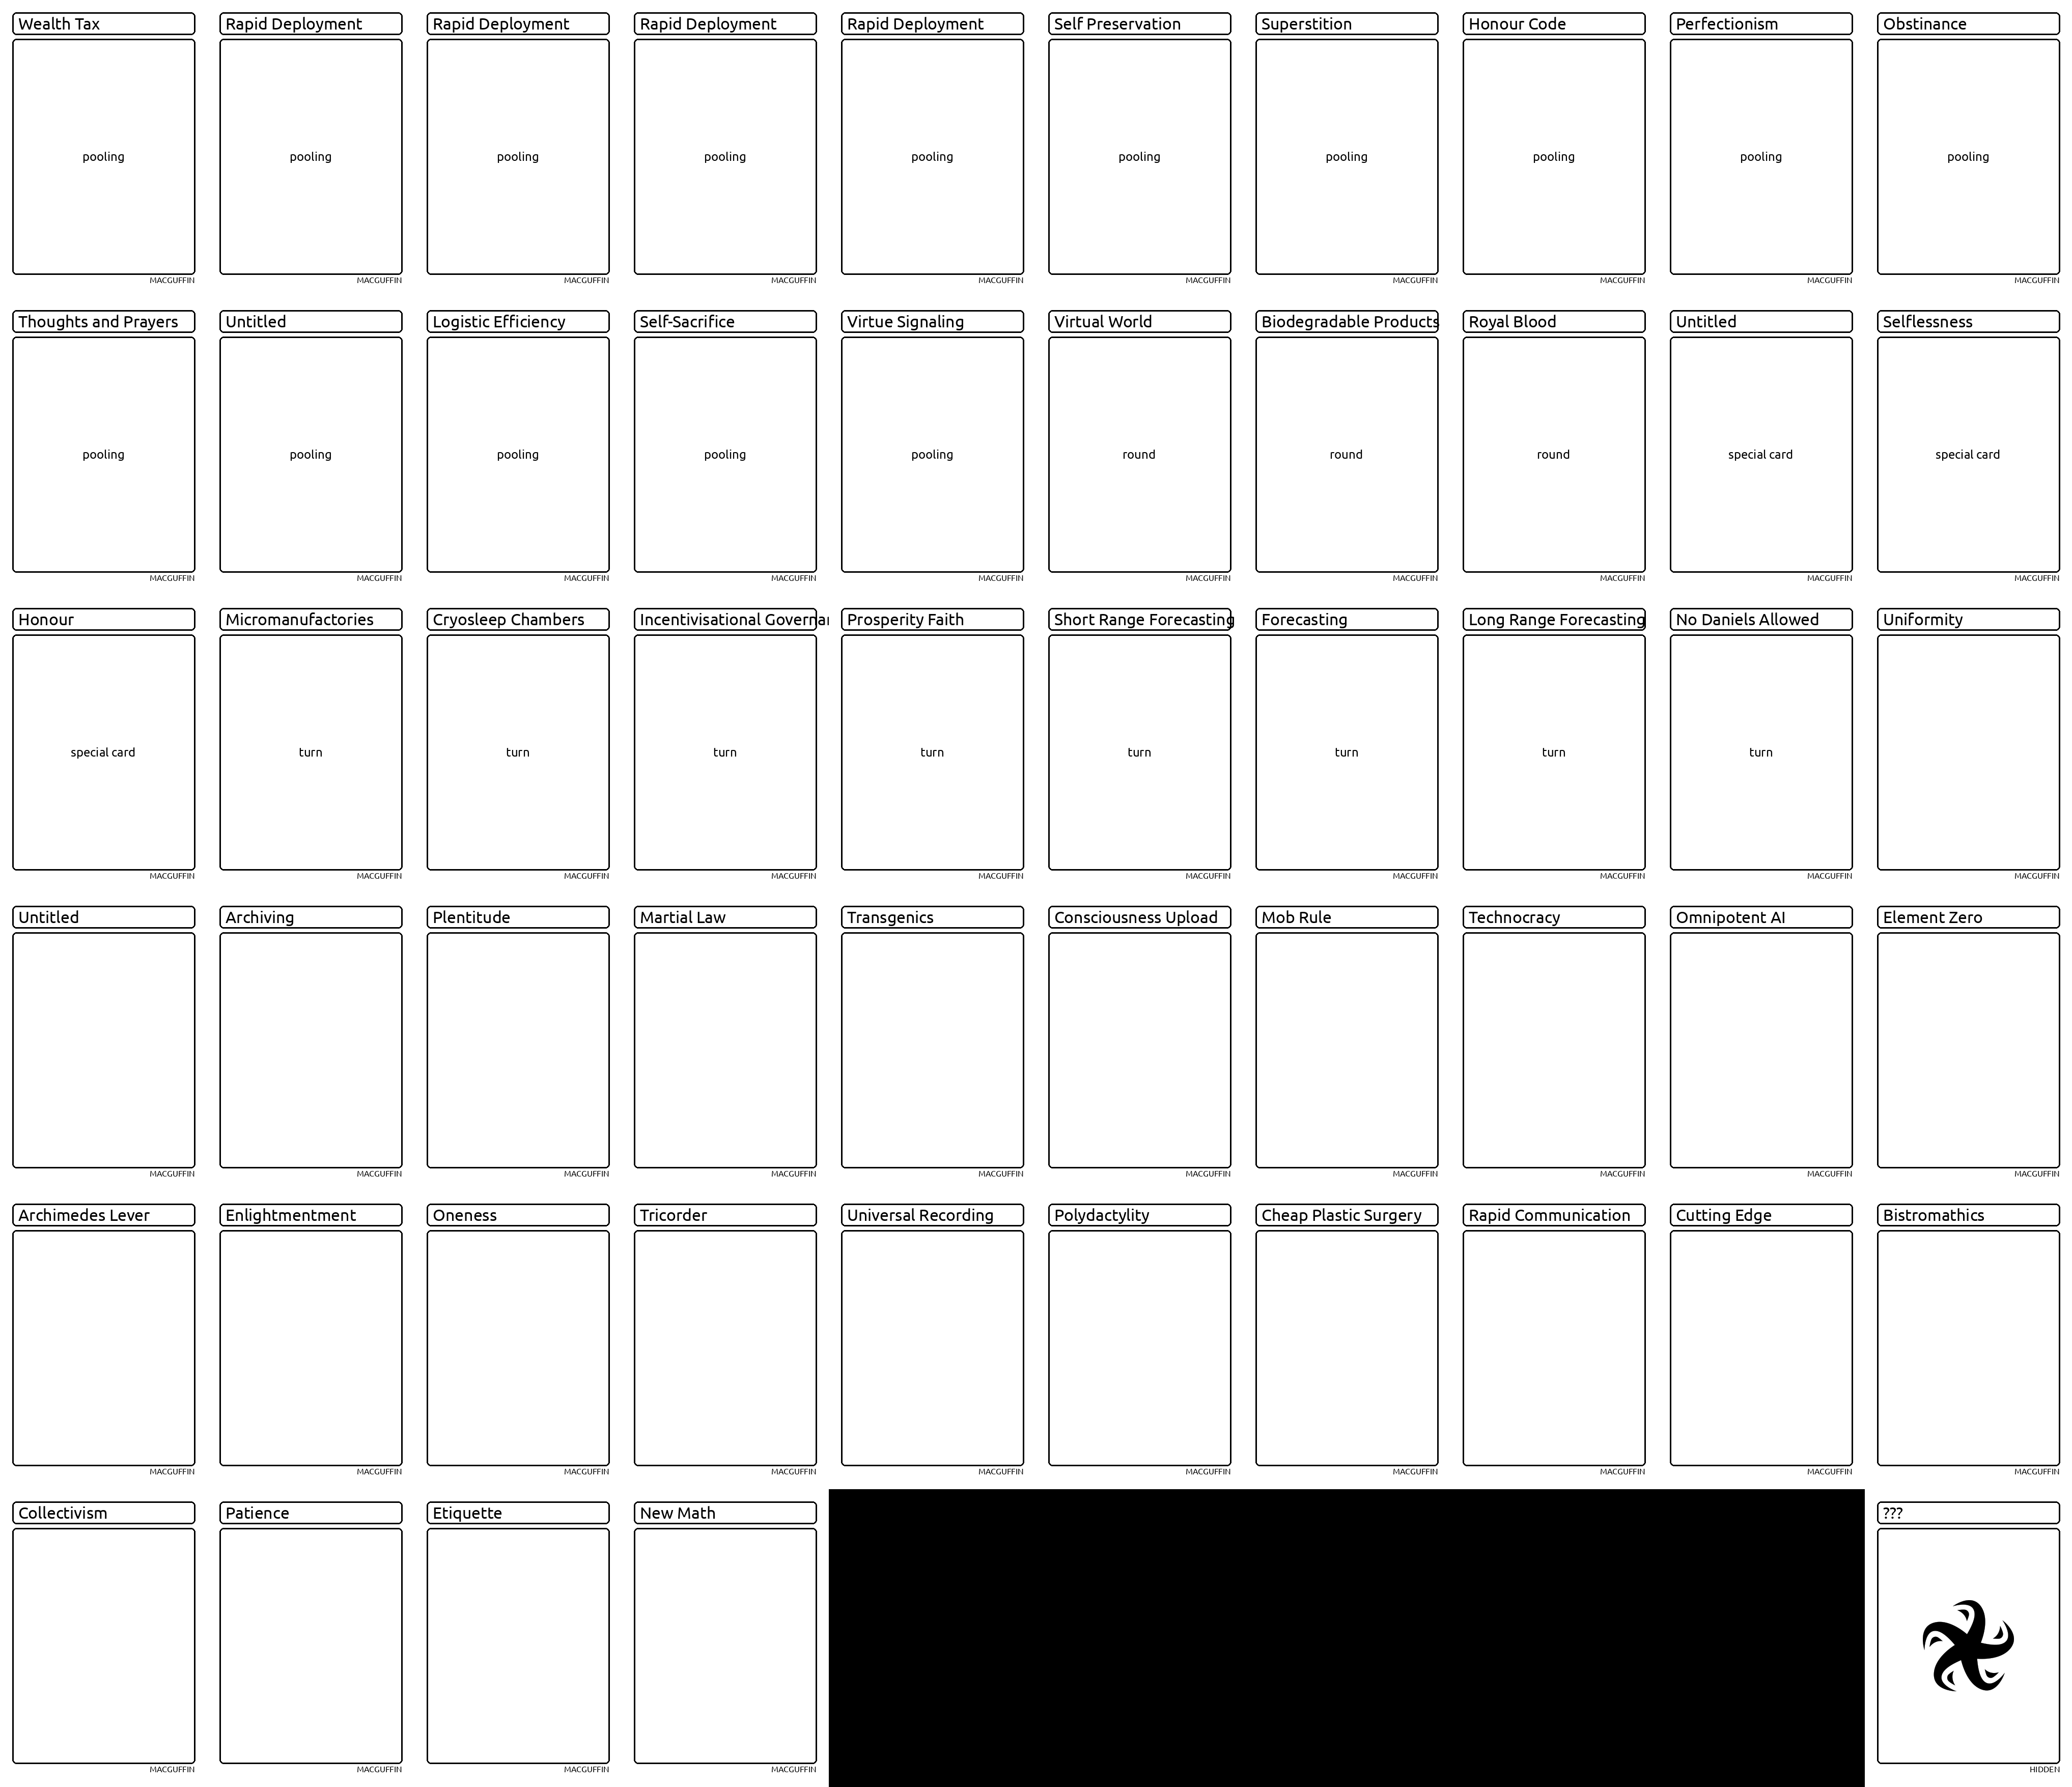 Wealth Tax Rapid Deployment Rapid Deployment Rapid Deployment Rapid Deployment Self Preservation Superstition Honour Code Perfectionism Obstinance
pooling pooling pooling pooling pooling pooling pooling pooling pooling pooling
MACGUFFIN MACGUFFIN MACGUFFIN MACGUFFIN MACGUFFIN MACGUFFIN MACGUFFIN MACGUFFIN MACGUFFIN MACGUFFIN
Thoughts and Prayers Untitled Logistic Efficiency Self-Sacrifice Virtue Signaling Virtual World Biodegradable Products Royal Blood Untitled Selflessness
pooling pooling pooling pooling pooling round round round special card special card
MACGUFFIN MACGUFFIN MACGUFFIN MACGUFFIN MACGUFFIN MACGUFFIN MACGUFFIN MACGUFFIN MACGUFFIN MACGUFFIN
Honour Micromanufactories Cryosleep Chambers Incentivisational Governa Prosperity Faith Short Range Forecasting Forecasting Long Range Forecasting No Daniels Allowed Uniformity
special card turn turn turn turn turn turn turn turn
MACGUFFIN MACGUFFIN MACGUFFIN MACGUFFIN MACGUFFIN MACGUFFIN MACGUFFIN MACGUFFIN MACGUFFIN MACGUFFIN
Untitled Archiving Plentitude Martial Law Transgenics Consciousness Upload Mob Rule Technocracy Omnipotent AI Element Zero
MACGUFFIN MACGUFFIN MACGUFFIN MACGUFFIN MACGUFFIN MACGUFFIN MACGUFFIN MACGUFFIN MACGUFFIN MACGUFFIN
Archimedes Lever Enlightmentment Oneness Tricorder Universal Recording Polydactylity Cheap Plastic Surgery Rapid Communication Cutting Edge Bistromathics
MACGUFFIN MACGUFFIN MACGUFFIN MACGUFFIN MACGUFFIN MACGUFFIN MACGUFFIN MACGUFFIN MACGUFFIN MACGUFFIN
Collectivism Patience Etiquette New Math ???
MACGUFFIN MACGUFFIN MACGUFFIN MACGUFFIN HIDDEN